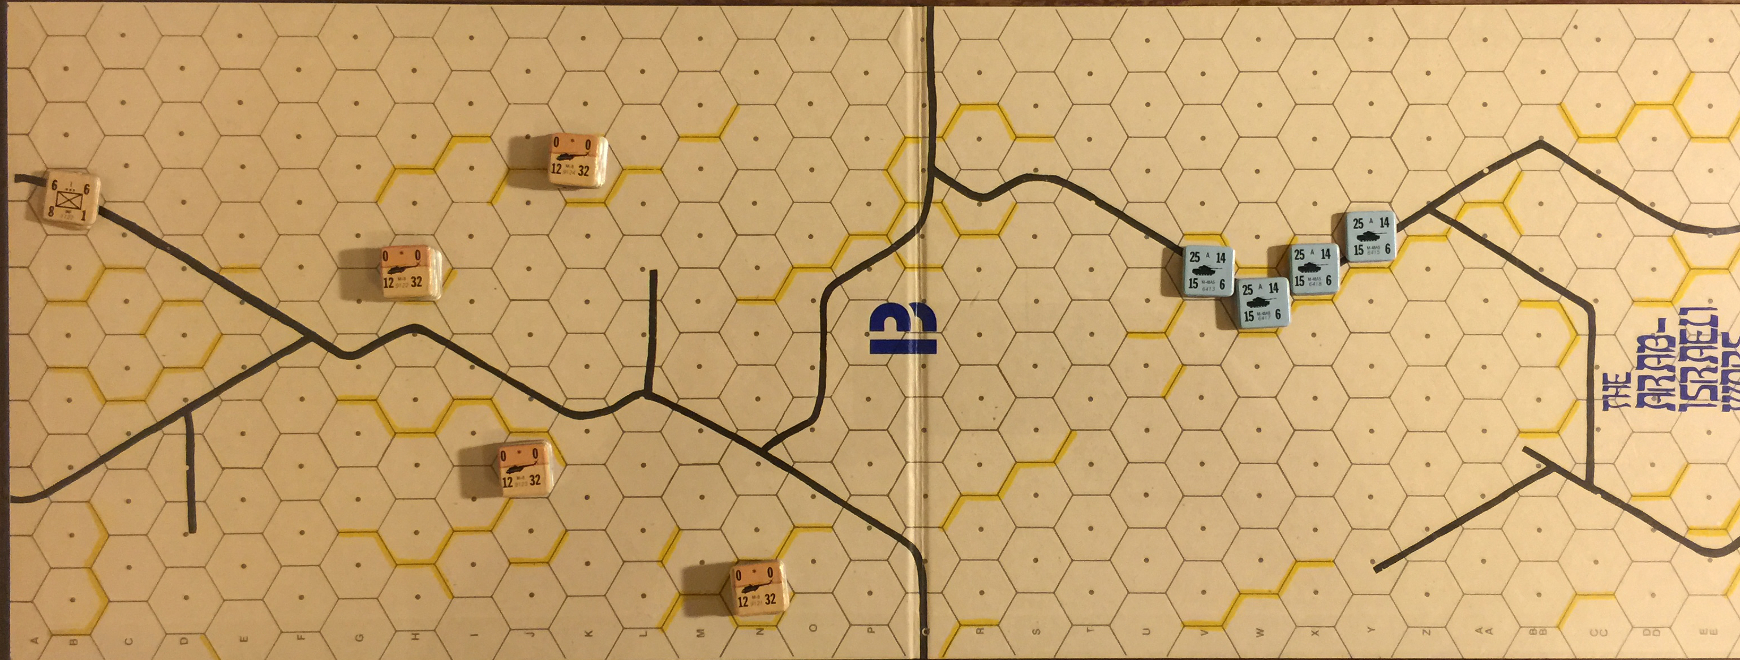 0 0
12 32
6 6
8 1
25 A 14
15 6
25 A 14
15 6
25 A 14
15 6
0 0
12 32
25 A 14
15 6
B
THE
ARAB-
ISRAELI
WARS
0 0
12 32
0 0
12 32
A B C D E F G H I J K L M N O P Q R S T U V W X Y Z AA BB CC DD EE